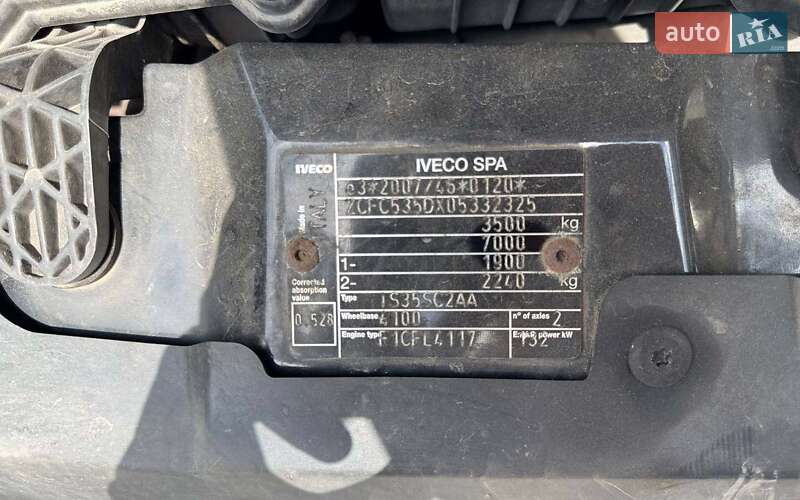 auto RIA .com
IVECO IVECO SPA
e3*2007/46*0120*
ZCFC535DX05332325
Made in ITALY
3500 kg
7000
1- 1900
2- 2240 kg
Corrected absorption value
0.528
Type IS35SC2AA
Wheelbase 4100 n° of axles 2
Engine type F1CFL411 power kW 132